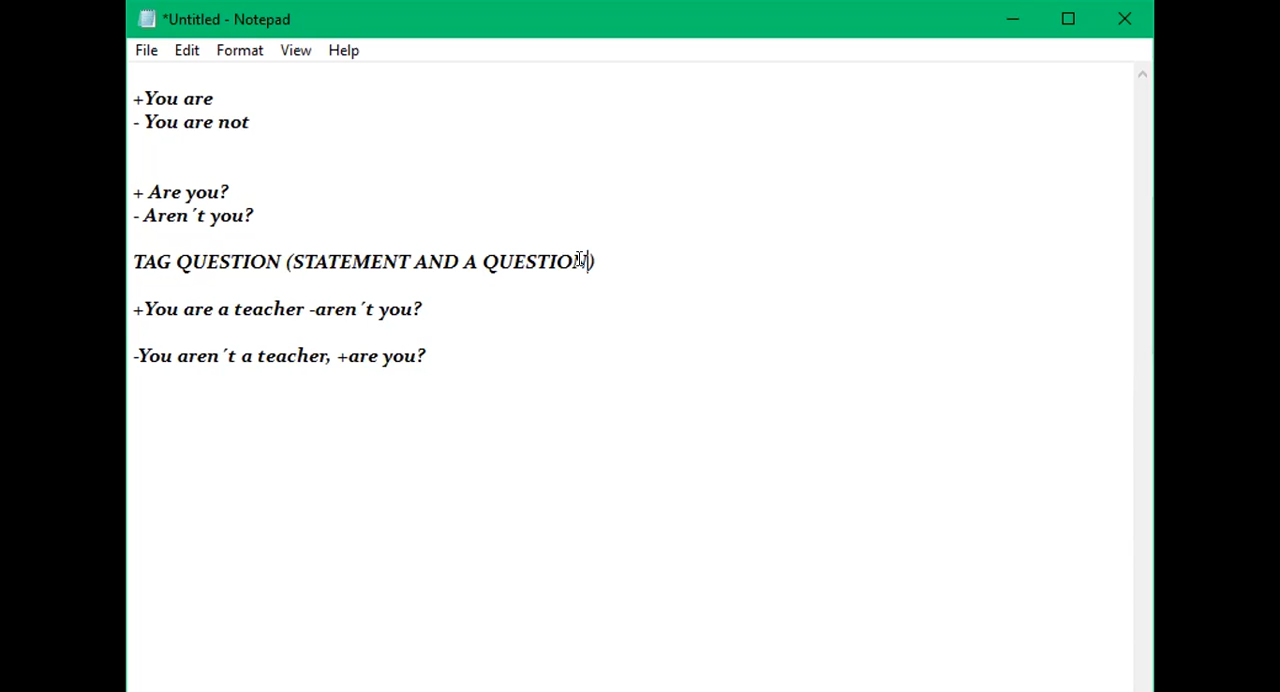 *Untitled - Notepad
File Edit Format View Help
+You are
- You are not
+ Are you?
- Aren´t you?
TAG QUESTION (STATEMENT AND A QUESTION)
+You are a teacher -aren´t you?
-You aren´t a teacher, +are you?